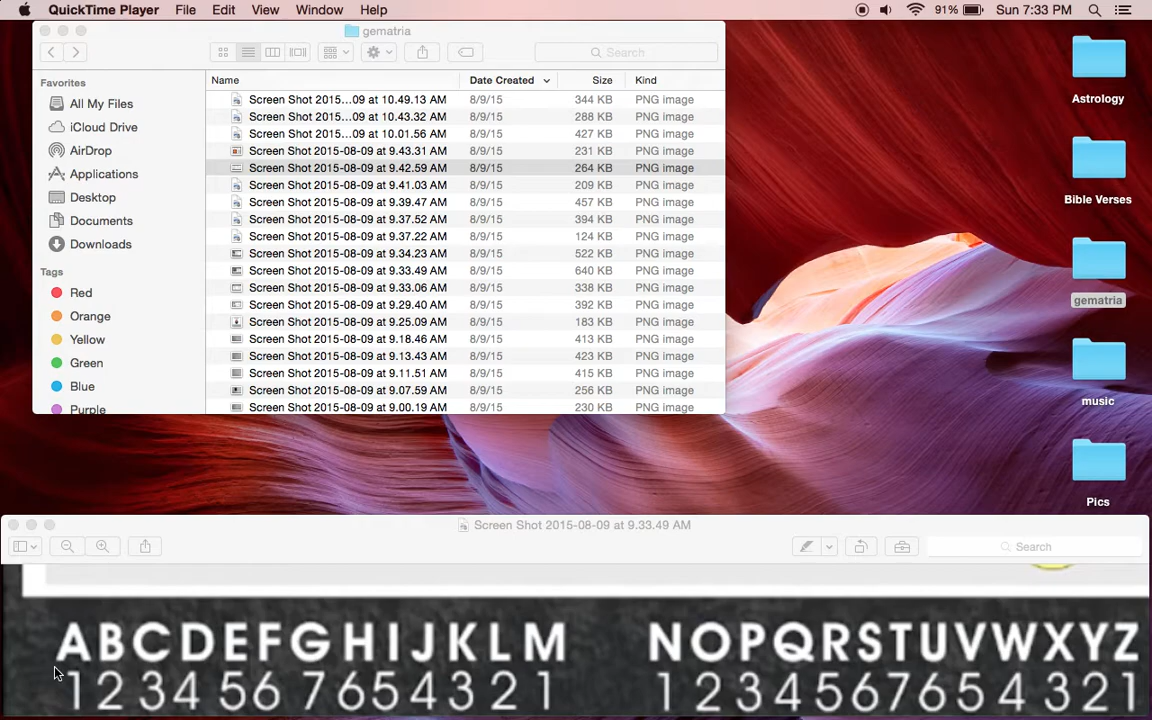 QuickTime Player File Edit View Window Help 91% Sun 7:33 PM
gematria
Search
Favorites
All My Files
iCloud Drive
AirDrop
Applications
Desktop
Documents
Downloads
Tags
Red
Orange
Yellow
Green
Blue
Purple
Name Date Created Size Kind
Screen Shot 2015...09 at 10.49.13 AM 8/9/15 344 KB PNG image
Screen Shot 2015...09 at 10.43.32 AM 8/9/15 288 KB PNG image
Screen Shot 2015...09 at 10.01.56 AM 8/9/15 427 KB PNG image
Screen Shot 2015-08-09 at 9.43.31 AM 8/9/15 231 KB PNG image
Screen Shot 2015-08-09 at 9.42.59 AM 8/9/15 264 KB PNG image
Screen Shot 2015-08-09 at 9.41.03 AM 8/9/15 209 KB PNG image
Screen Shot 2015-08-09 at 9.39.47 AM 8/9/15 457 KB PNG image
Screen Shot 2015-08-09 at 9.37.52 AM 8/9/15 394 KB PNG image
Screen Shot 2015-08-09 at 9.37.22 AM 8/9/15 124 KB PNG image
Screen Shot 2015-08-09 at 9.34.23 AM 8/9/15 522 KB PNG image
Screen Shot 2015-08-09 at 9.33.49 AM 8/9/15 640 KB PNG image
Screen Shot 2015-08-09 at 9.33.06 AM 8/9/15 338 KB PNG image
Screen Shot 2015-08-09 at 9.29.40 AM 8/9/15 392 KB PNG image
Screen Shot 2015-08-09 at 9.25.09 AM 8/9/15 183 KB PNG image
Screen Shot 2015-08-09 at 9.18.46 AM 8/9/15 413 KB PNG image
Screen Shot 2015-08-09 at 9.13.43 AM 8/9/15 423 KB PNG image
Screen Shot 2015-08-09 at 9.11.51 AM 8/9/15 415 KB PNG image
Screen Shot 2015-08-09 at 9.07.59 AM 8/9/15 256 KB PNG image
Screen Shot 2015-08-09 at 9.00.19 AM 8/9/15 230 KB PNG image
Astrology
Bible Verses
gematria
music
Pics
Screen Shot 2015-08-09 at 9.33.49 AM
Search
ABCDEFGHIJKLM NOPQRSTUVWXYZ
1234567654321 1234567654321